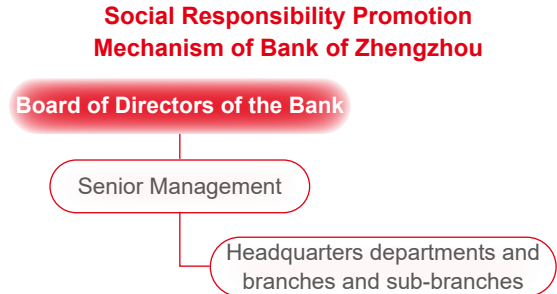 Social Responsibility Promotion
Mechanism of Bank of Zhengzhou
Board of Directors of the Bank
Senior Management
Headquarters departments and
branches and sub-branches